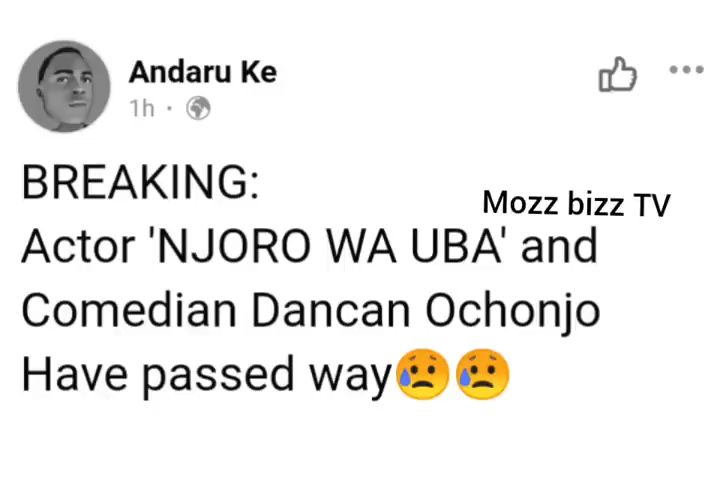 Andaru Ke
1h ·
BREAKING:
Mozz bizz TV
Actor 'NJORO WA UBA' and
Comedian Dancan Ochonjo
Have passed way😥😥